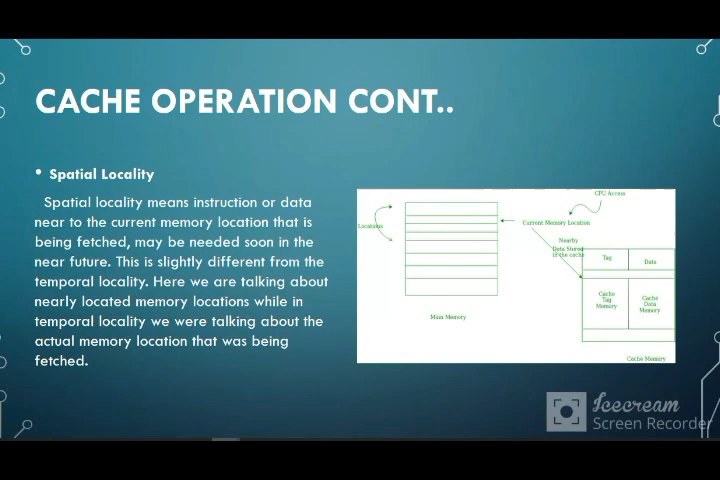 CACHE OPERATION CONT..
• Spatial Locality
Spatial locality means instruction or data
near to the current memory location that is
being fetched, may be needed soon in the
near future. This is slightly different from the
temporal locality. Here we are talking about
nearly located memory locations while in
temporal locality we were talking about the
actual memory location that was being
fetched.
CPU Access
Locations
Current Memory Location
Nearby
Data Stored
in the cache
Tag
Data
Cache
Tag
Memory
Cache
Data
Memory
Main Memory
Cache Memory
Icecream
Screen Recorder